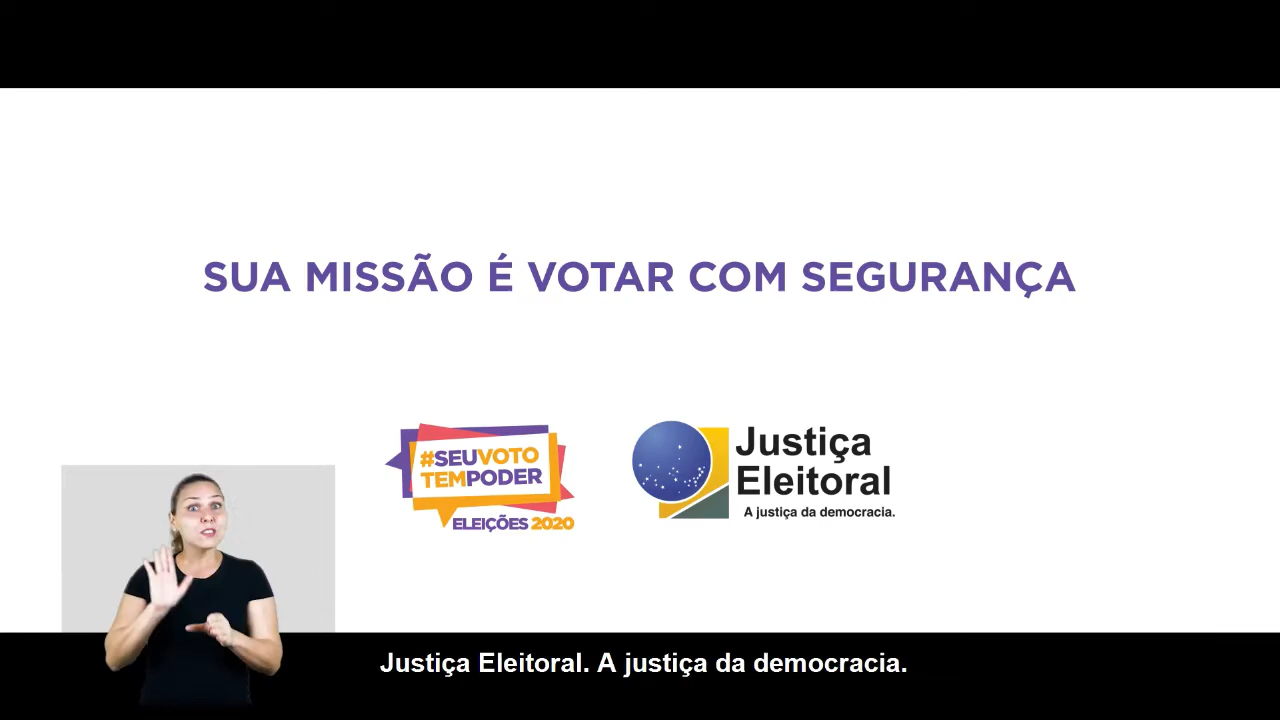 SUA MISSÃO É VOTAR COM SEGURANÇA
#SEUVOTO
TEMPODER
ELEIÇÕES 2020
Justiça
Eleitoral
A justiça da democracia.
Justiça Eleitoral. A justiça da democracia.